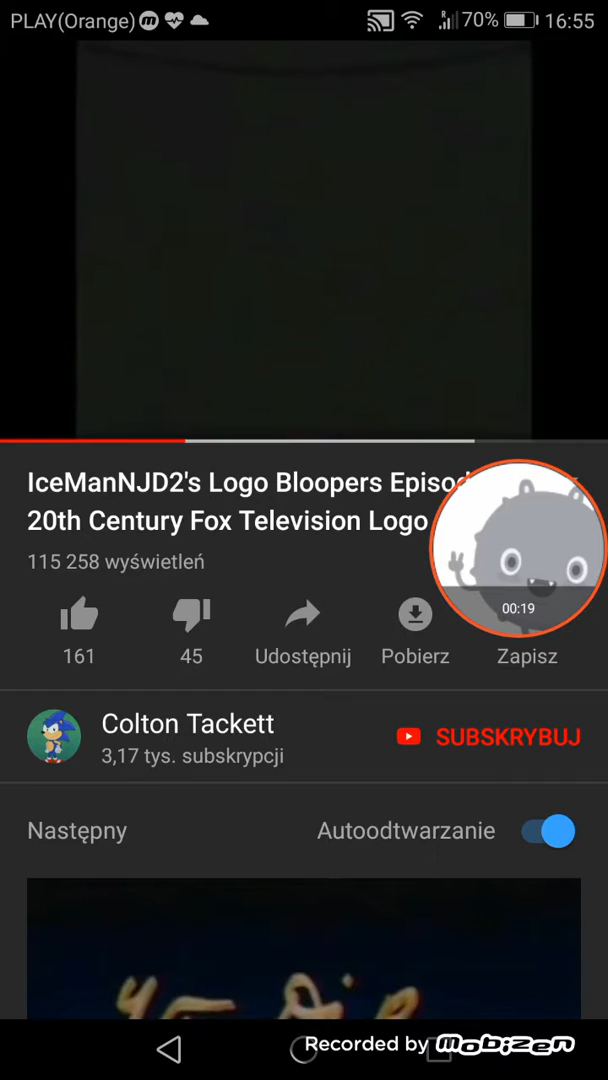 PLAY(Orange) 70% 16:55
IceManNJD2's Logo Bloopers
20th Century Fox Television Logo
115 258 wyświetleń
00:19
161 45 Udostępnij Pobierz Zapisz
Colton Tackett
SUBSKRYBUJ
3,17 tys. subskrypcji
Następny Autoodtwarzanie
Recorded by mobizen